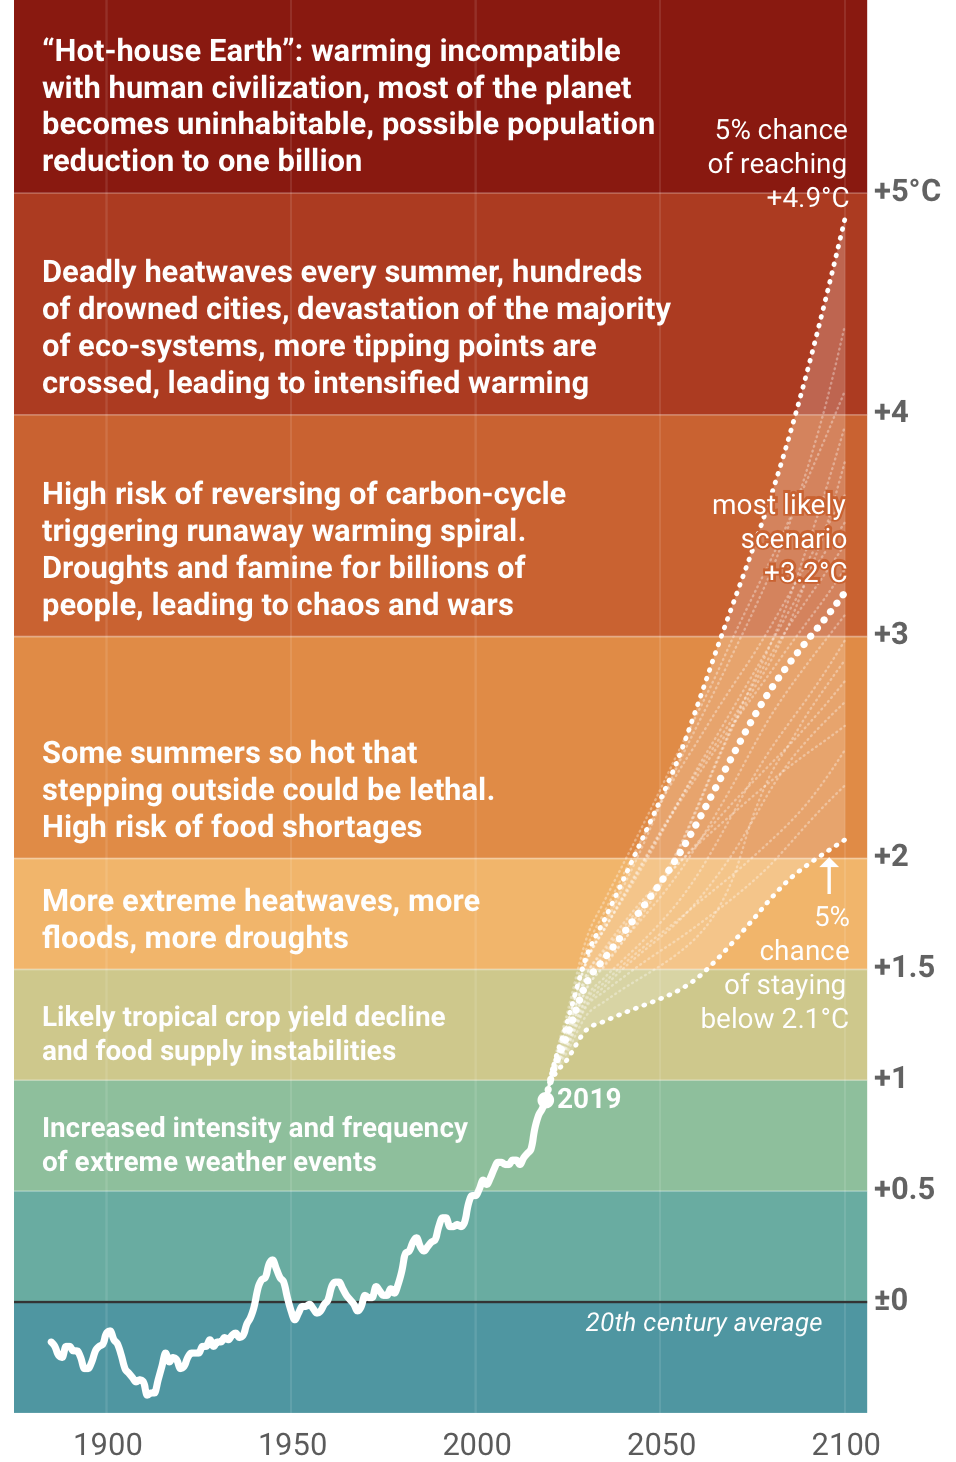 “Hot-house Earth”: warming incompatible
with human civilization, most of the planet
becomes uninhabitable, possible population
reduction to one billion
5% chance
of reaching
+4.9°C
+5°C
Deadly heatwaves every summer, hundreds
of drowned cities, devastation of the majority
of eco-systems, more tipping points are
crossed, leading to intensified warming
+4
High risk of reversing of carbon-cycle
triggering runaway warming spiral.
Droughts and famine for billions of
people, leading to chaos and wars
most likely
scenario
+3.2°C
+3
Some summers so hot that
stepping outside could be lethal.
High risk of food shortages
+2
More extreme heatwaves, more
floods, more droughts
5%
chance
of staying
below 2.1°C
+1.5
Likely tropical crop yield decline
and food supply instabilities
+1
2019
Increased intensity and frequency
of extreme weather events
+0.5
±0
20th century average
1900
1950
2000
2050
2100